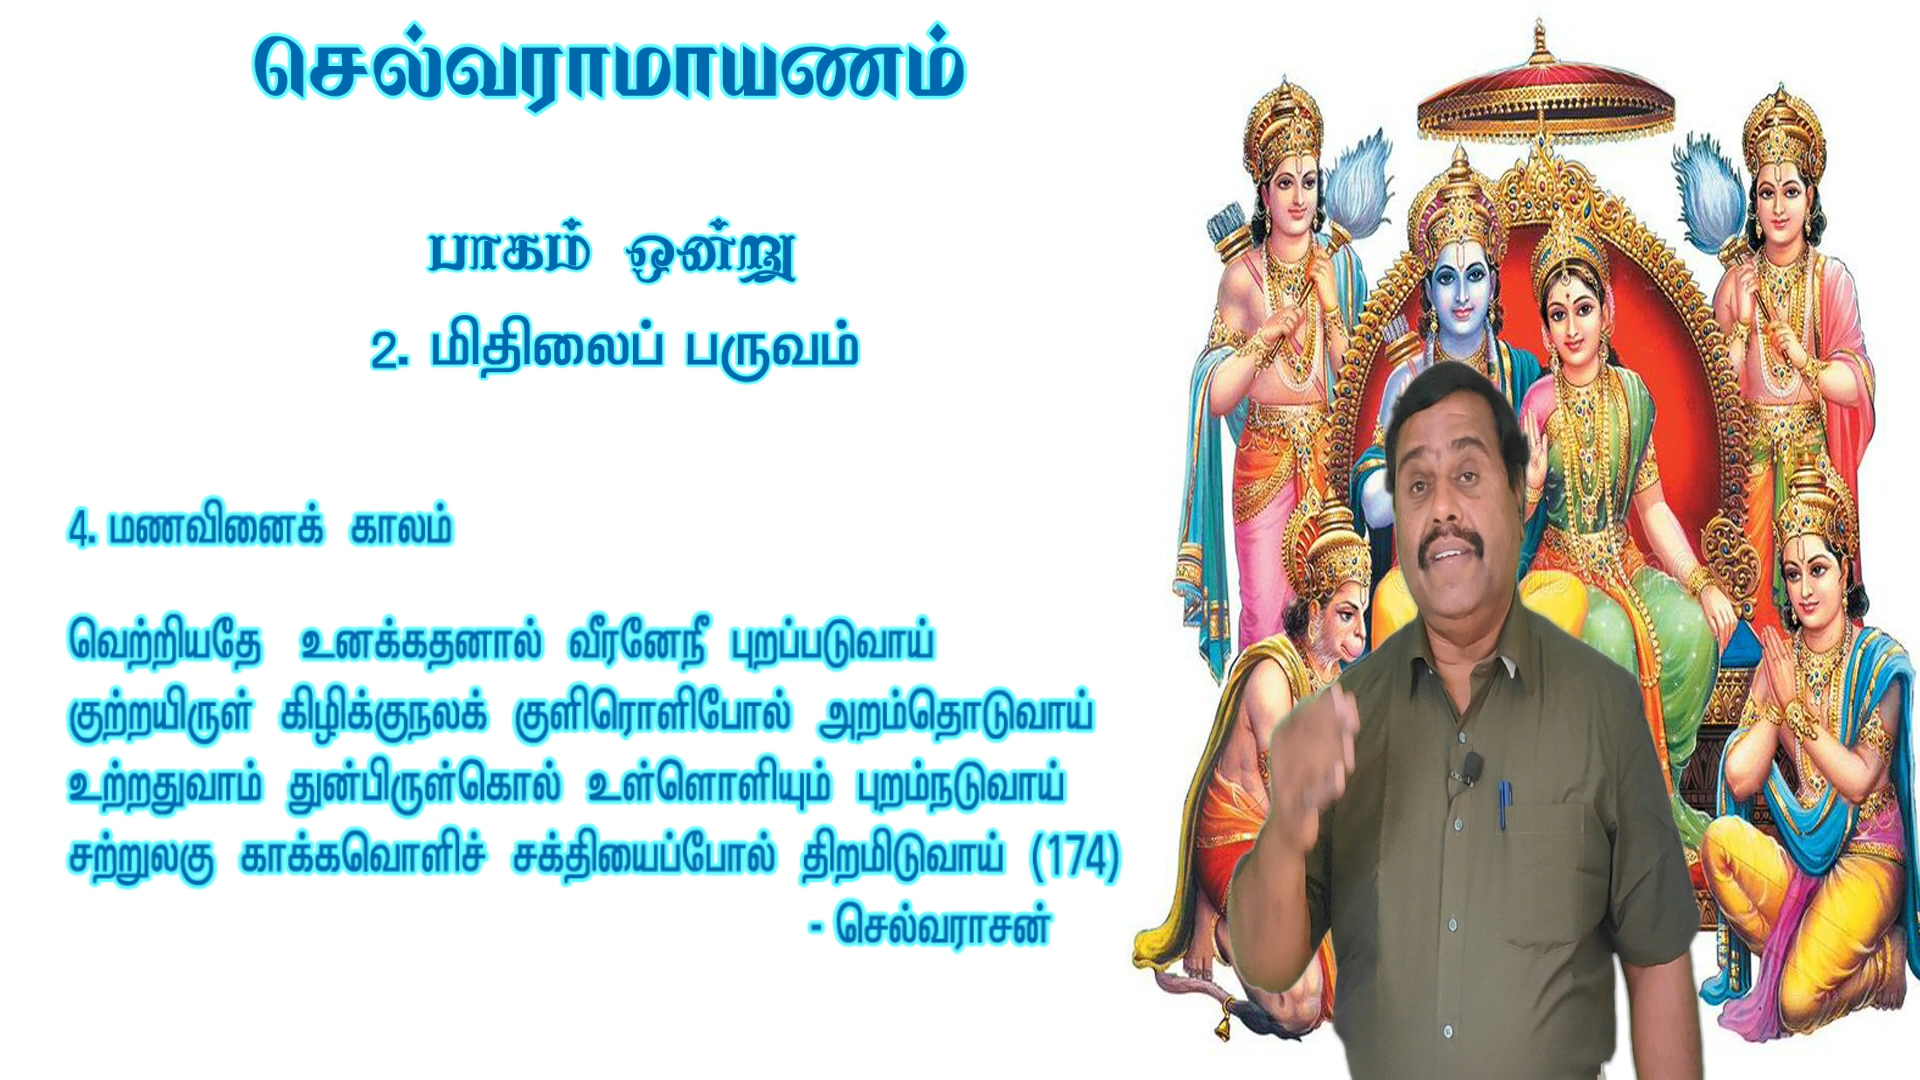 செல்வராமாயணம்
பாகம் ஒன்று
2. மிதிலைப் பருவம்
4. மணவினைக் காலம்
வெற்றியதே உனக்கதனால் வீரனேநீ புறப்படுவாய்
குற்றயிருள் கிழிக்குநலக் குளிரொளிபோல் அறம்தொடுவாய்
உற்றதுவாம் துன்பிருள்கொல் உள்ளொளியும் புறம்நடுவாய்
சற்றுலகு காக்கவொளிச் சக்தியைப்போல் திறமிடுவாய் (174)
- செல்வராசன்